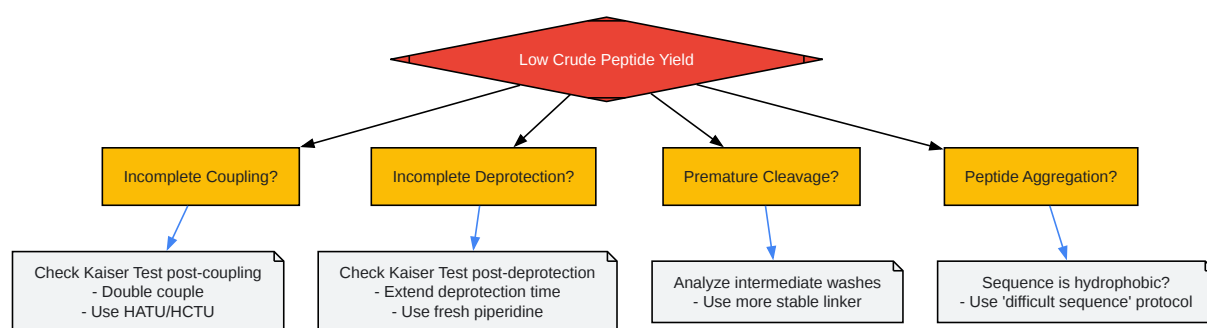 Low Crude Peptide Yield
Incomplete Coupling?
Incomplete Deprotection?
Premature Cleavage?
Peptide Aggregation?
Check Kaiser Test post-coupling
- Double couple
- Use HATU/HCTU
Check Kaiser Test post-deprotection
- Extend deprotection time
- Use fresh piperidine
Analyze intermediate washes
- Use more stable linker
Sequence is hydrophobic?
- Use 'difficult sequence' protocol